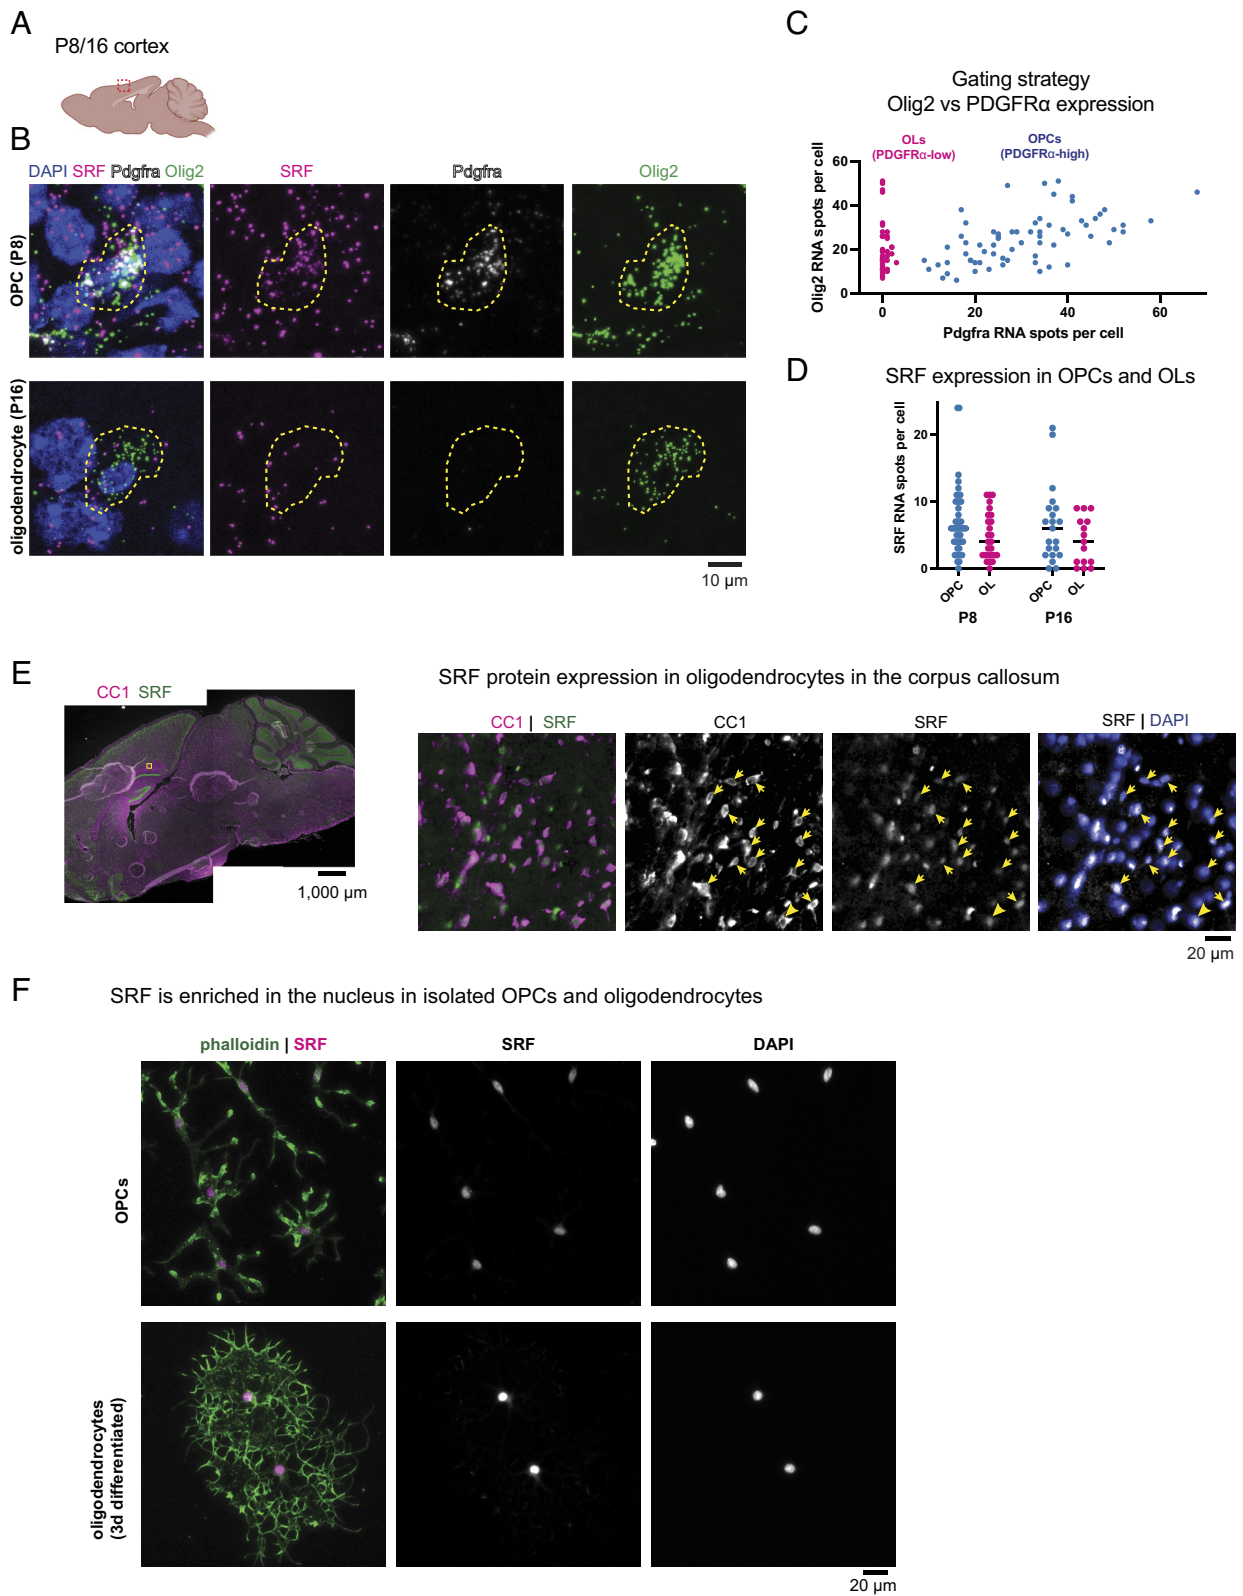 A
P8/16 cortex
B
DAPI SRF Pdgfra Olig2
SRF
Pdgfra
Olig2
OPC (P8)
oligodendrocyte (P16)
10 µm
C
Gating strategy
Olig2 vs PDGFRα expression
OLs
(PDGFRα-low)
OPCs
(PDGFRα-high)
Olig2 RNA spots per cell
60
40
20
0
0
20
40
60
Pdgfra RNA spots per cell
D
SRF expression in OPCs and OLs
SRF RNA spots per cell
20
10
0
OPC
OL
OPC
OL
P8
P16
E
CC1 SRF
1,000 µm
SRF protein expression in oligodendrocytes in the corpus callosum
CC1 | SRF
CC1
SRF
SRF | DAPI
20 µm
F
SRF is enriched in the nucleus in isolated OPCs and oligodendrocytes
phalloidin | SRF
SRF
DAPI
OPCs
oligodendrocytes
(3d differentiated)
20 µm